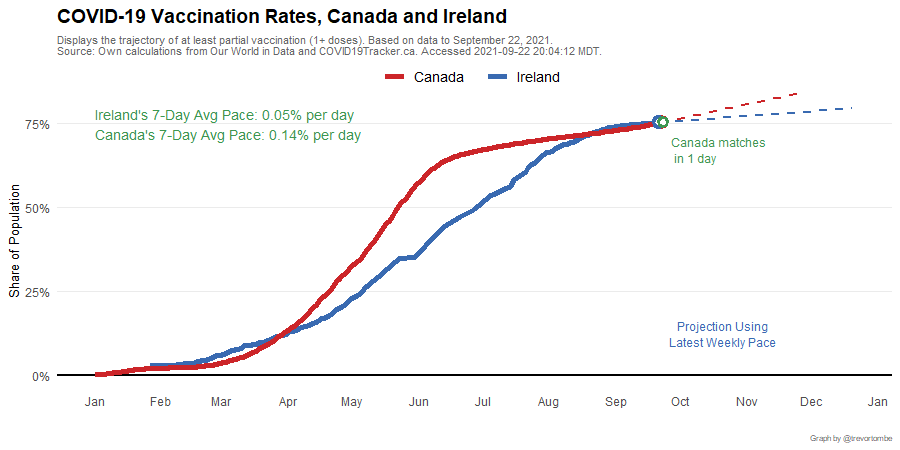 COVID-19 Vaccination Rates, Canada and Ireland
Displays the trajectory of at least partial vaccination (1+ doses). Based on data to September 22, 2021.
Source: Own calculations from Our World in Data and COVID19Tracker.ca. Accessed 2021-09-22 20:04:12 MDT.
Canada Ireland
Ireland's 7-Day Avg Pace: 0.05% per day
Canada's 7-Day Avg Pace: 0.14% per day
Canada matches
in 1 day
Share of Population
75%
50%
25%
0%
Projection Using
Latest Weekly Pace
Jan Feb Mar Apr May Jun Jul Aug Sep Oct Nov Dec Jan
Graph by @trevortombe